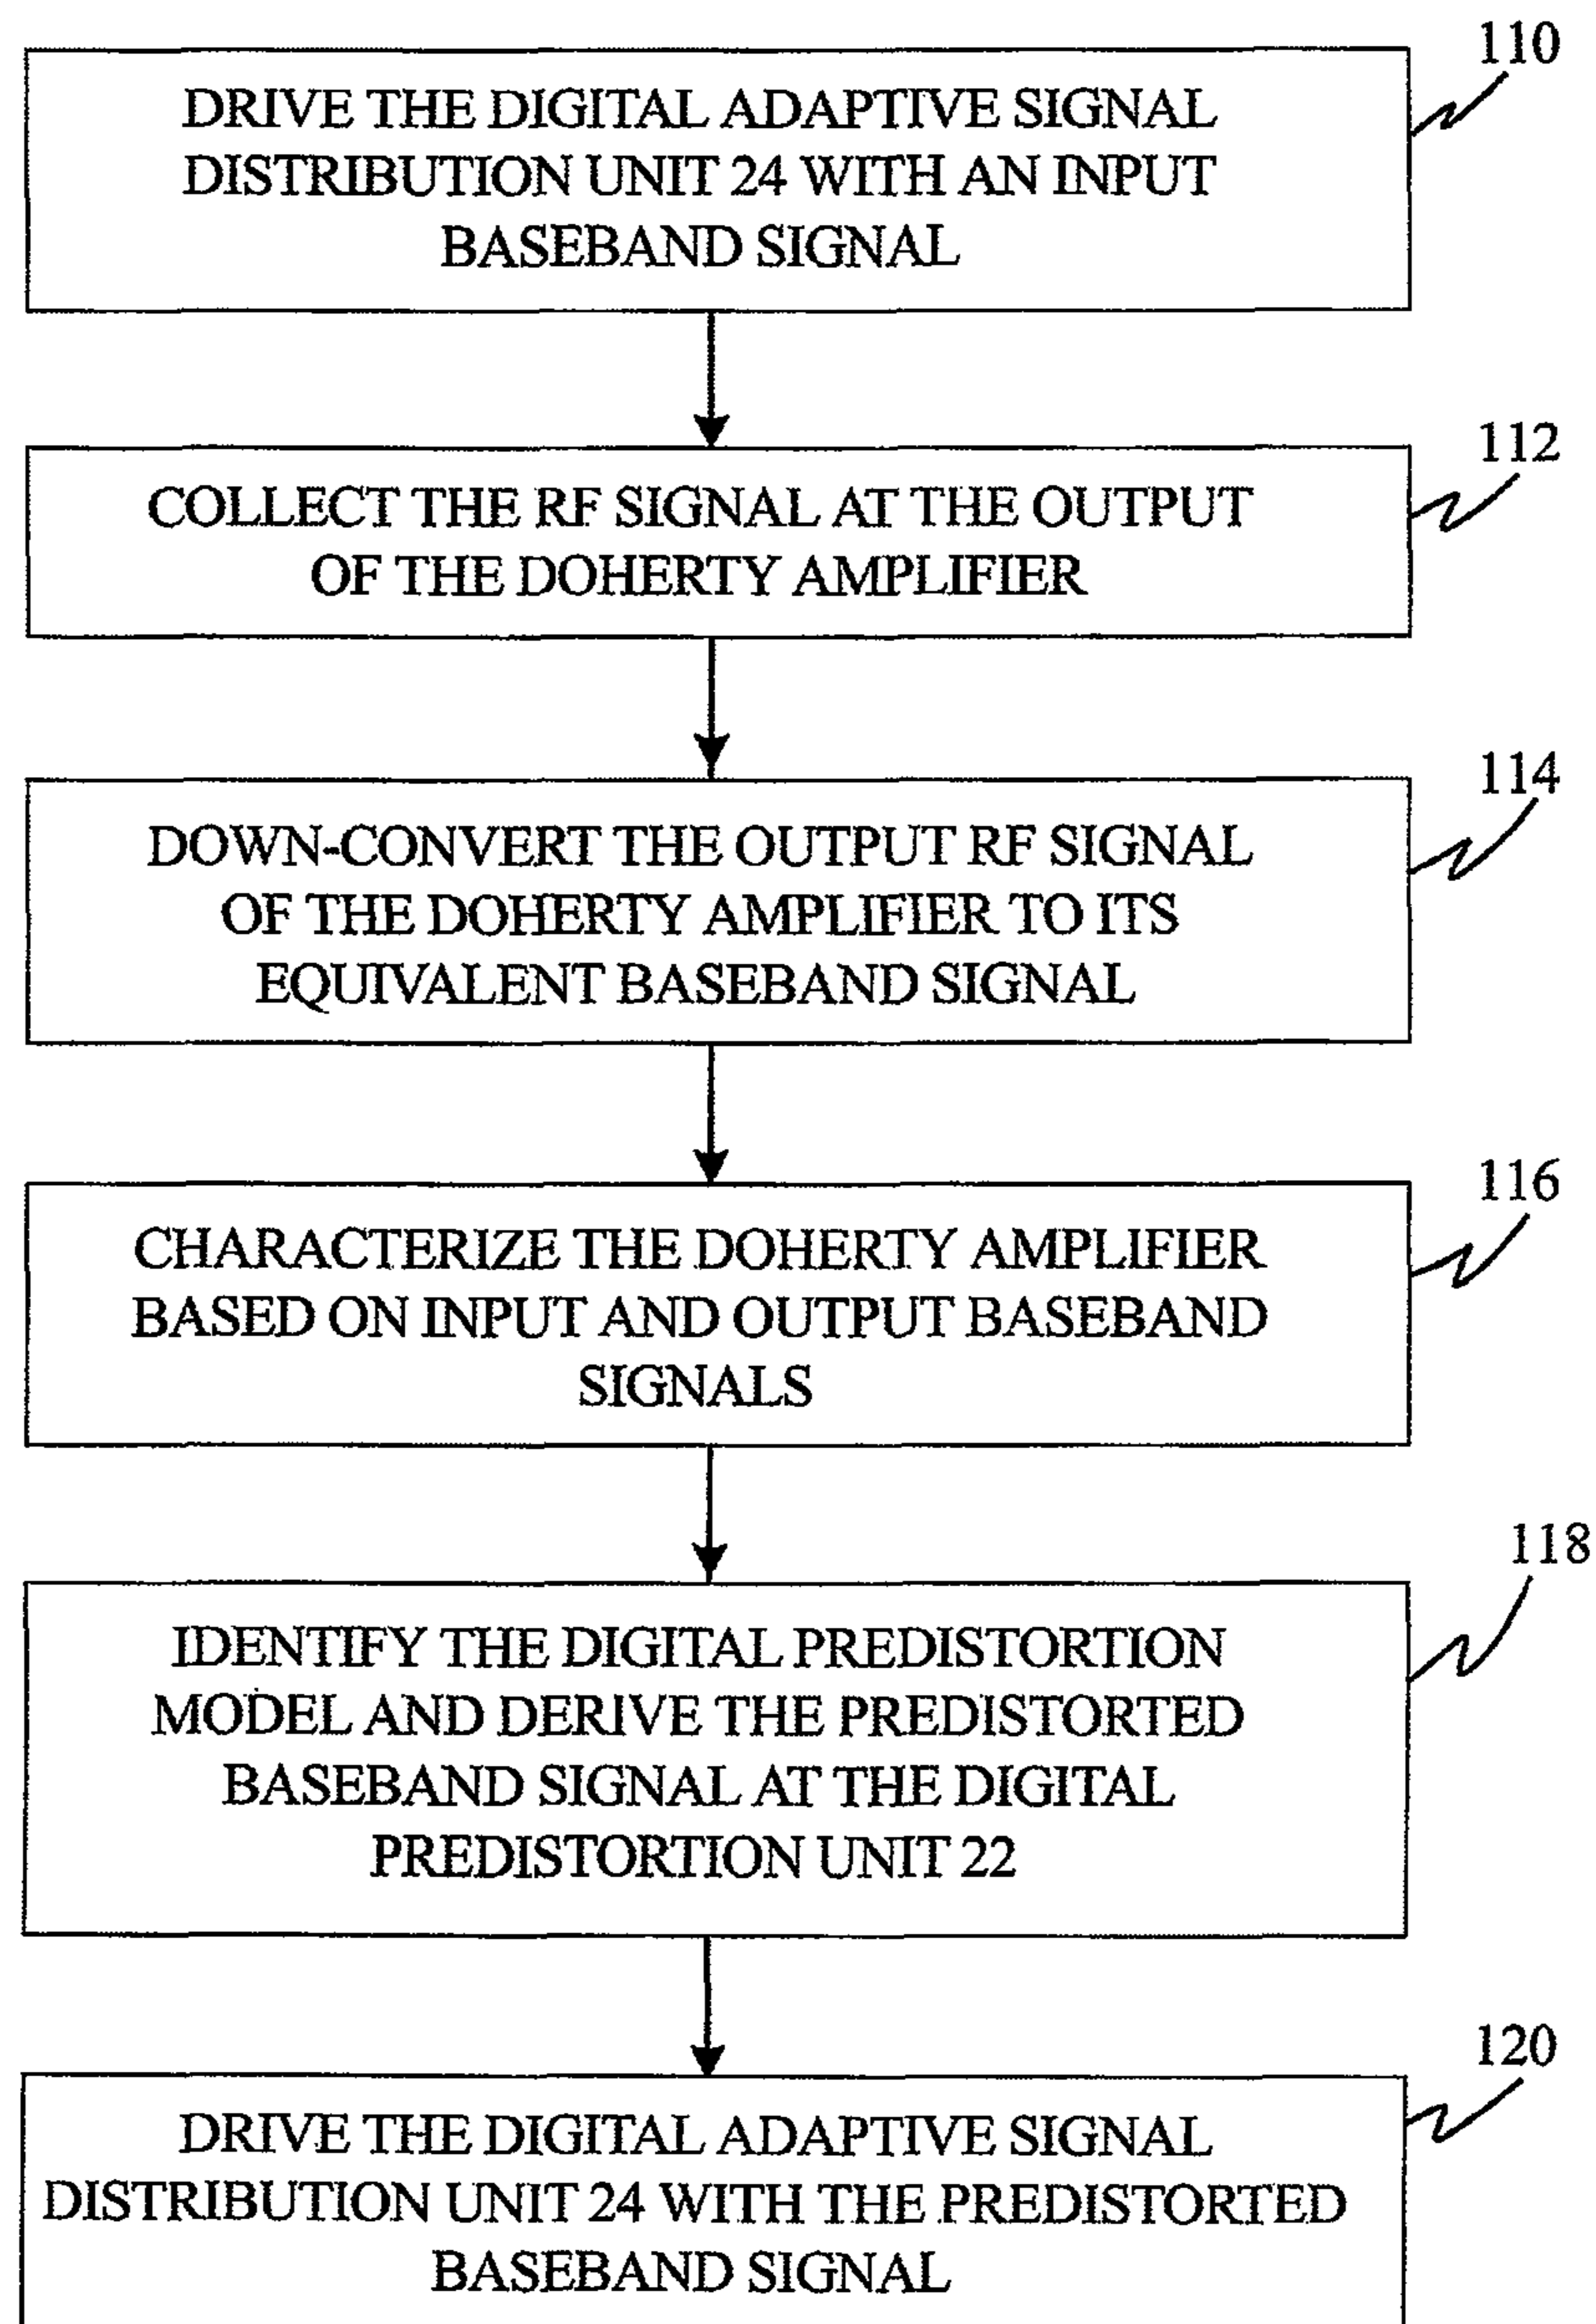 110
DRIVE THE DIGITAL ADAPTIVE SIGNAL
DISTRIBUTION UNIT 24 WITH AN INPUT
BASEBAND SIGNAL
112
COLLECT THE RF SIGNAL AT THE OUTPUT
OF THE DOHERTY AMPLIFIER
114
DOWN-CONVERT THE OUTPUT RF SIGNAL
OF THE DOHERTY AMPLIFIER TO ITS
EQUIVALENT BASEBAND SIGNAL
116
CHARACTERIZE THE DOHERTY AMPLIFIER
BASED ON INPUT AND OUTPUT BASEBAND
SIGNALS
118
IDENTIFY THE DIGITAL PREDISTORTION
MODEL AND DERIVE THE PREDISTORTED
BASEBAND SIGNAL AT THE DIGITAL
PREDISTORTION UNIT 22
120
DRIVE THE DIGITAL ADAPTIVE SIGNAL
DISTRIBUTION UNIT 24 WITH THE PREDISTORTED
BASEBAND SIGNAL